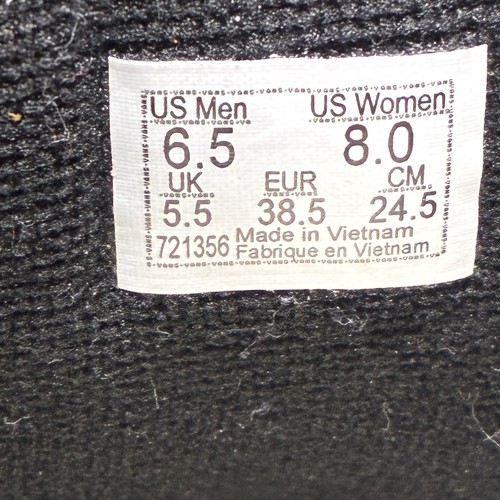 US Men US Women
6.5 8.0
UK EUR CM
5.5 38.5 24.5
721356 Made in Vietnam
Fabrique en Vietnam